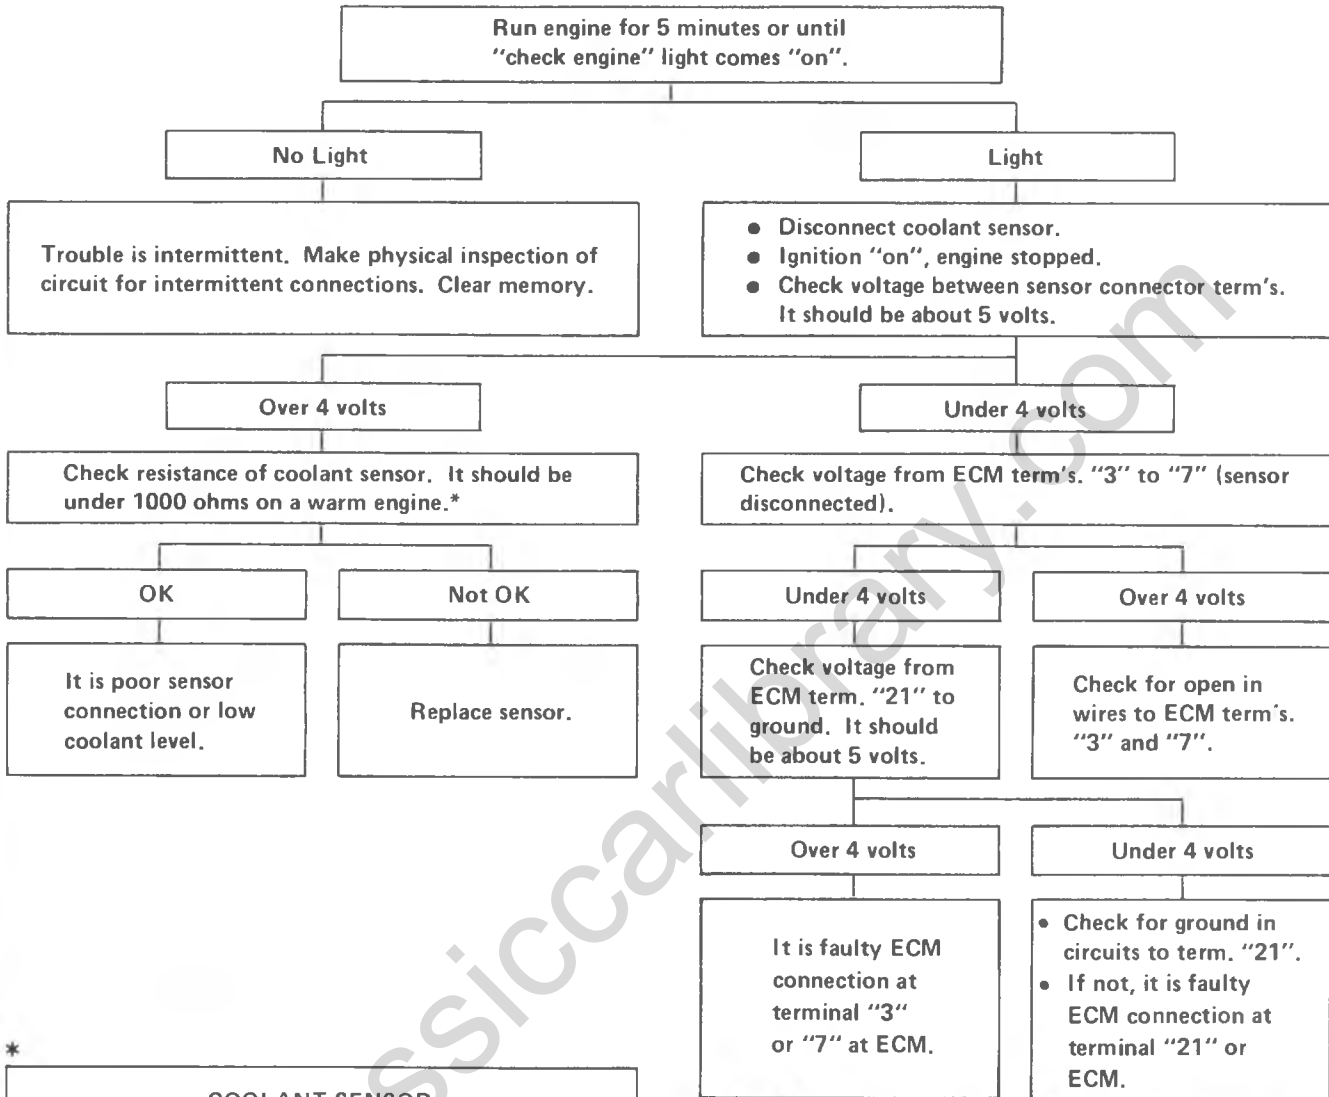 Run engine for 5 minutes or until
"check engine" light comes "on".
No Light
Light
Trouble is intermittent. Make physical inspection of
circuit for intermittent connections. Clear memory.
● Disconnect coolant sensor.
● Ignition "on", engine stopped.
● Check voltage between sensor connector term's.
It should be about 5 volts.
Over 4 volts
Under 4 volts
Check resistance of coolant sensor. It should be
under 1000 ohms on a warm engine.*
Check voltage from ECM term's. "3" to "7" (sensor
disconnected).
OK
Not OK
Under 4 volts
Over 4 volts
It is poor sensor
connection or low
coolant level.
Replace sensor.
Check voltage from
ECM term. "21" to
ground. It should
be about 5 volts.
Check for open in
wires to ECM term's.
"3" and "7".
Over 4 volts
Under 4 volts
It is faulty ECM
connection at
terminal "3"
or "7" at ECM.
● Check for ground in
circuits to term. "21".
● If not, it is faulty
ECM connection at
terminal "21" or
ECM.
*
COOLANT SENSOR
ssiccarlibrary.com